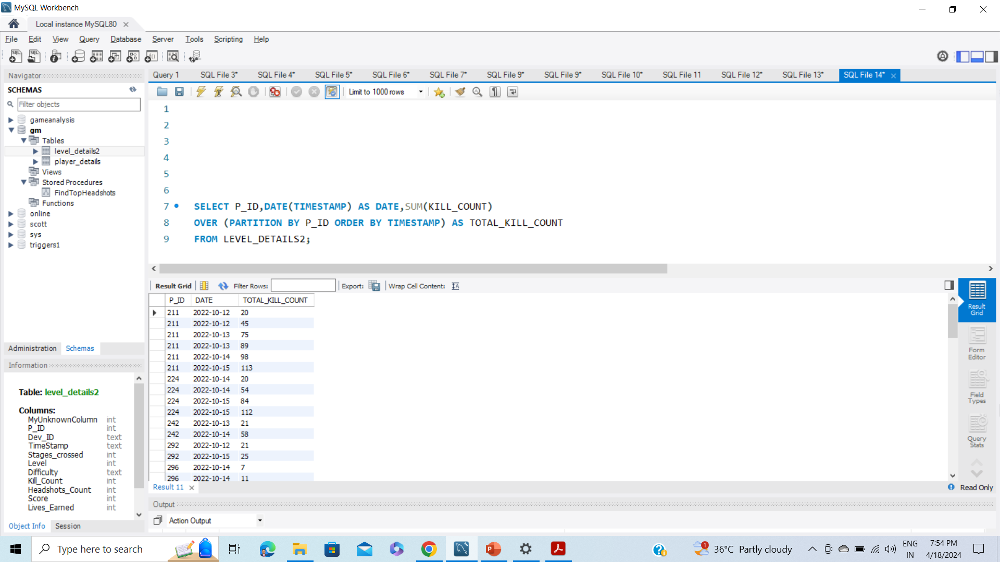 MySQL Workbench
Local instance MySQL80
File Edit View Query Database Server Tools Scripting Help
Navigator
SCHEMAS
Filter objects
gameanalysis
gm
Tables
level_details2
player_details
Views
Stored Procedures
FindTopHeadshots
Functions
online
scott
sys
triggers1
Administration Schemas
Information
Table: level_details2
Columns:
MyUnknownColumn int
P_ID int
Dev_ID text
TimeStamp text
Stages_crossed int
Level int
Difficulty text
Kill_Count int
Headshots_Count int
Score int
Lives_Earned int
Object Info Session
Query 1 SQL File 3* SQL File 4* SQL File 5* SQL File 6* SQL File 7* SQL File 9* SQL File 9* SQL File 10* SQL File 11 SQL File 12* SQL File 13* SQL File 14*
Limit to 1000 rows
1
2
3
4
5
6
7 SELECT P_ID,DATE(TIMESTAMP) AS DATE,SUM(KILL_COUNT)
8 OVER (PARTITION BY P_ID ORDER BY TIMESTAMP) AS TOTAL_KILL_COUNT
9 FROM LEVEL_DETAILS2;
Result Grid Filter Rows: Export: Wrap Cell Content:
P_ID DATE TOTAL_KILL_COUNT
211 2022-10-12 20
211 2022-10-12 45
211 2022-10-13 75
211 2022-10-13 89
211 2022-10-14 98
211 2022-10-15 113
224 2022-10-14 20
224 2022-10-14 54
224 2022-10-15 84
224 2022-10-15 112
242 2022-10-13 21
242 2022-10-14 58
292 2022-10-12 21
292 2022-10-15 25
296 2022-10-14 7
296 2022-10-14 11
Result
Grid
Form
Editor
Field
Types
Query
Stats
Result 11
Read Only
Output
Action Output
Type here to search
1
36°C Partly cloudy
ENG
IN
7:54 PM
4/18/2024